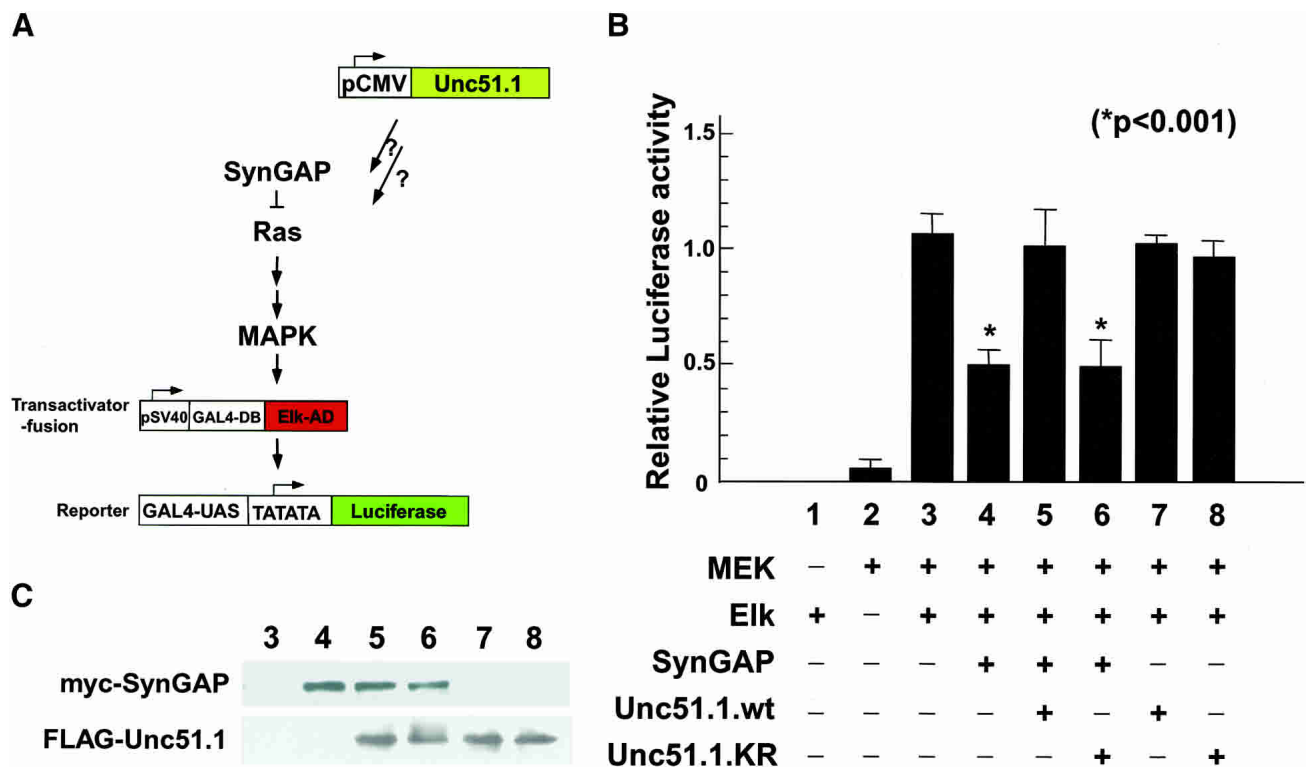 A
pCMV Unc51.1
?
?
SynGAP
Ras
MAPK
Transactivator
-fusion
pSV40 GAL4-DB Elk-AD
Reporter GAL4-UAS TATATA Luciferase
B
(*p<0.001)
Relative Luciferase activity
1.5
1.0
0.5
0
* *
1 2 3 4 5 6 7 8
MEK – + + + + + + +
Elk + – + + + + + +
SynGAP – – – + + + – –
Unc51.1.wt – – – – + – + –
Unc51.1.KR – – – – – + – +
C
3 4 5 6 7 8
myc-SynGAP
FLAG-Unc51.1